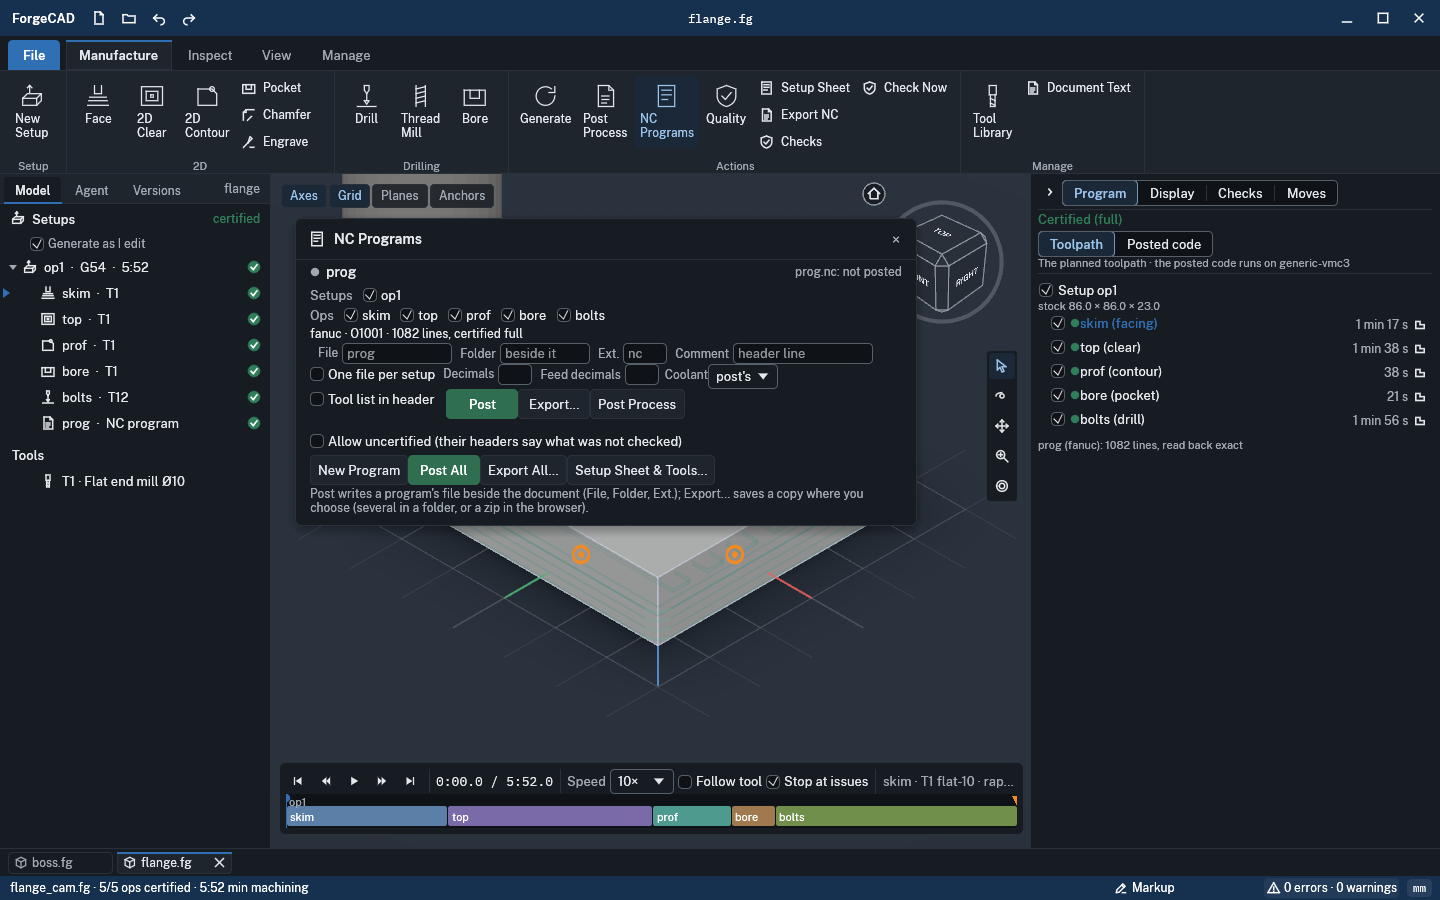 ForgeCAD
flange.fg
File
Manufacture
Inspect
View
Manage
New Setup
Setup
Face
2D Clear
2D Contour
Pocket
Chamfer
Engrave
2D
Drill
Thread Mill
Bore
Drilling
Generate
Post Process
NC Programs
Quality
Setup Sheet
Export NC
Checks
Check Now
Actions
Tool Library
Document Text
Manage
Model
Agent
Versions
flange
Setups
certified
Generate as I edit
op1 · G54 · 5:52
skim · T1
top · T1
prof · T1
bore · T1
bolts · T12
prog · NC program
Tools
T1 · Flat end mill Ø10
Axes
Grid
Planes
Anchors
TOP
RIGHT
NC Programs
×
prog
prog.nc: not posted
Setups op1
Ops skim top prof bore bolts
fanuc · O1001 · 1082 lines, certified full
File prog Folder beside it Ext. nc Comment header line
One file per setup Decimals Feed decimals Coolant post's
Tool list in header Post Export... Post Process
Allow uncertified (their headers say what was not checked)
New Program Post All Export All... Setup Sheet & Tools...
Post writes a program's file beside the document (File, Folder, Ext.); Export... saves a copy where you
choose (several in a folder, or a zip in the browser).
0:00.0 / 5:52.0
Speed 10×
Follow tool
Stop at issues
skim · T1 flat-10 · rap...
op1
skim
top
prof
bore
bolts
Program
Display
Checks
Moves
Certified (full)
Toolpath
Posted code
The planned toolpath · the posted code runs on generic-vmc3
Setup op1
stock 86.0 × 86.0 × 23.0
skim (facing) 1 min 17 s
top (clear) 1 min 38 s
prof (contour) 38 s
bore (pocket) 21 s
bolts (drill) 1 min 56 s
prog (fanuc): 1082 lines, read back exact
boss.fg
flange.fg
flange_cam.fg · 5/5 ops certified · 5:52 min machining
Markup
0 errors · 0 warnings
mm